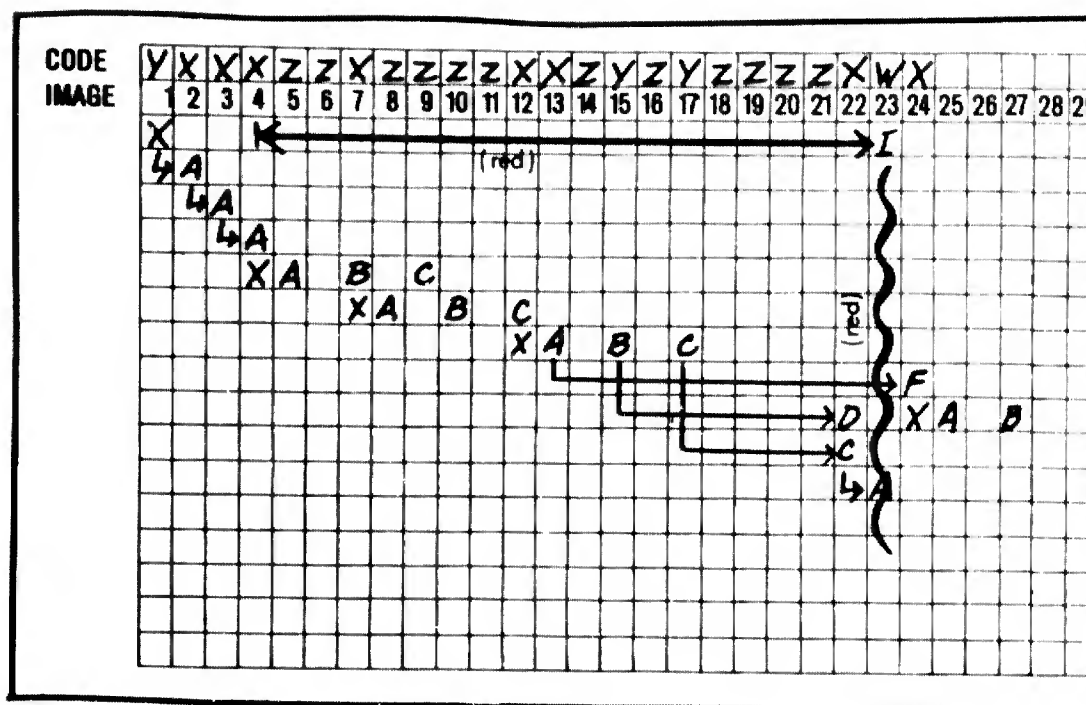 CODE Y X X X Z Z X Z Z Z Z X X Z Y Z Y Z Z Z Z X W X
IMAGE 1 2 3 4 5 6 7 8 9 10 11 12 13 14 15 16 17 18 19 20 21 22 23 24 25 26 27 28
X I
(red)
A
A
A
X A B C
X A B C
(red)
X A B C
F
D X A B
C
A